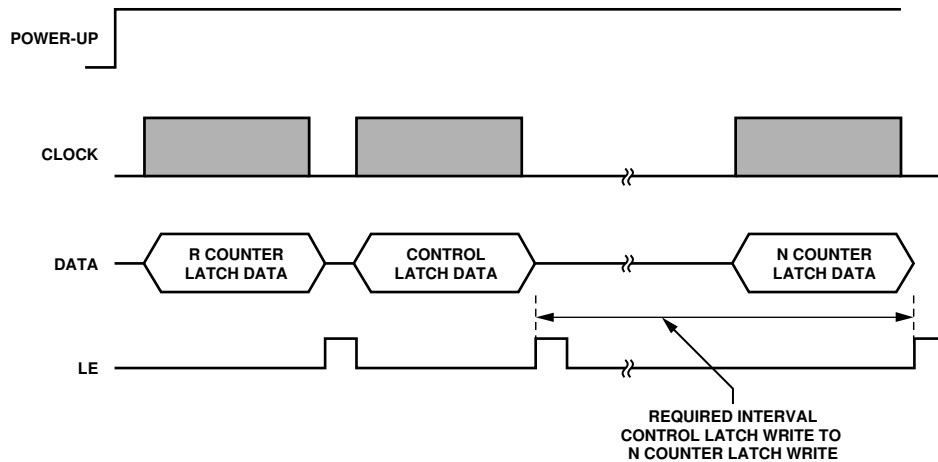 POWER-UP
CLOCK
DATA
R COUNTER
LATCH DATA
CONTROL
LATCH DATA
N COUNTER
LATCH DATA
LE
REQUIRED INTERVAL
CONTROL LATCH WRITE TO
N COUNTER LATCH WRITE